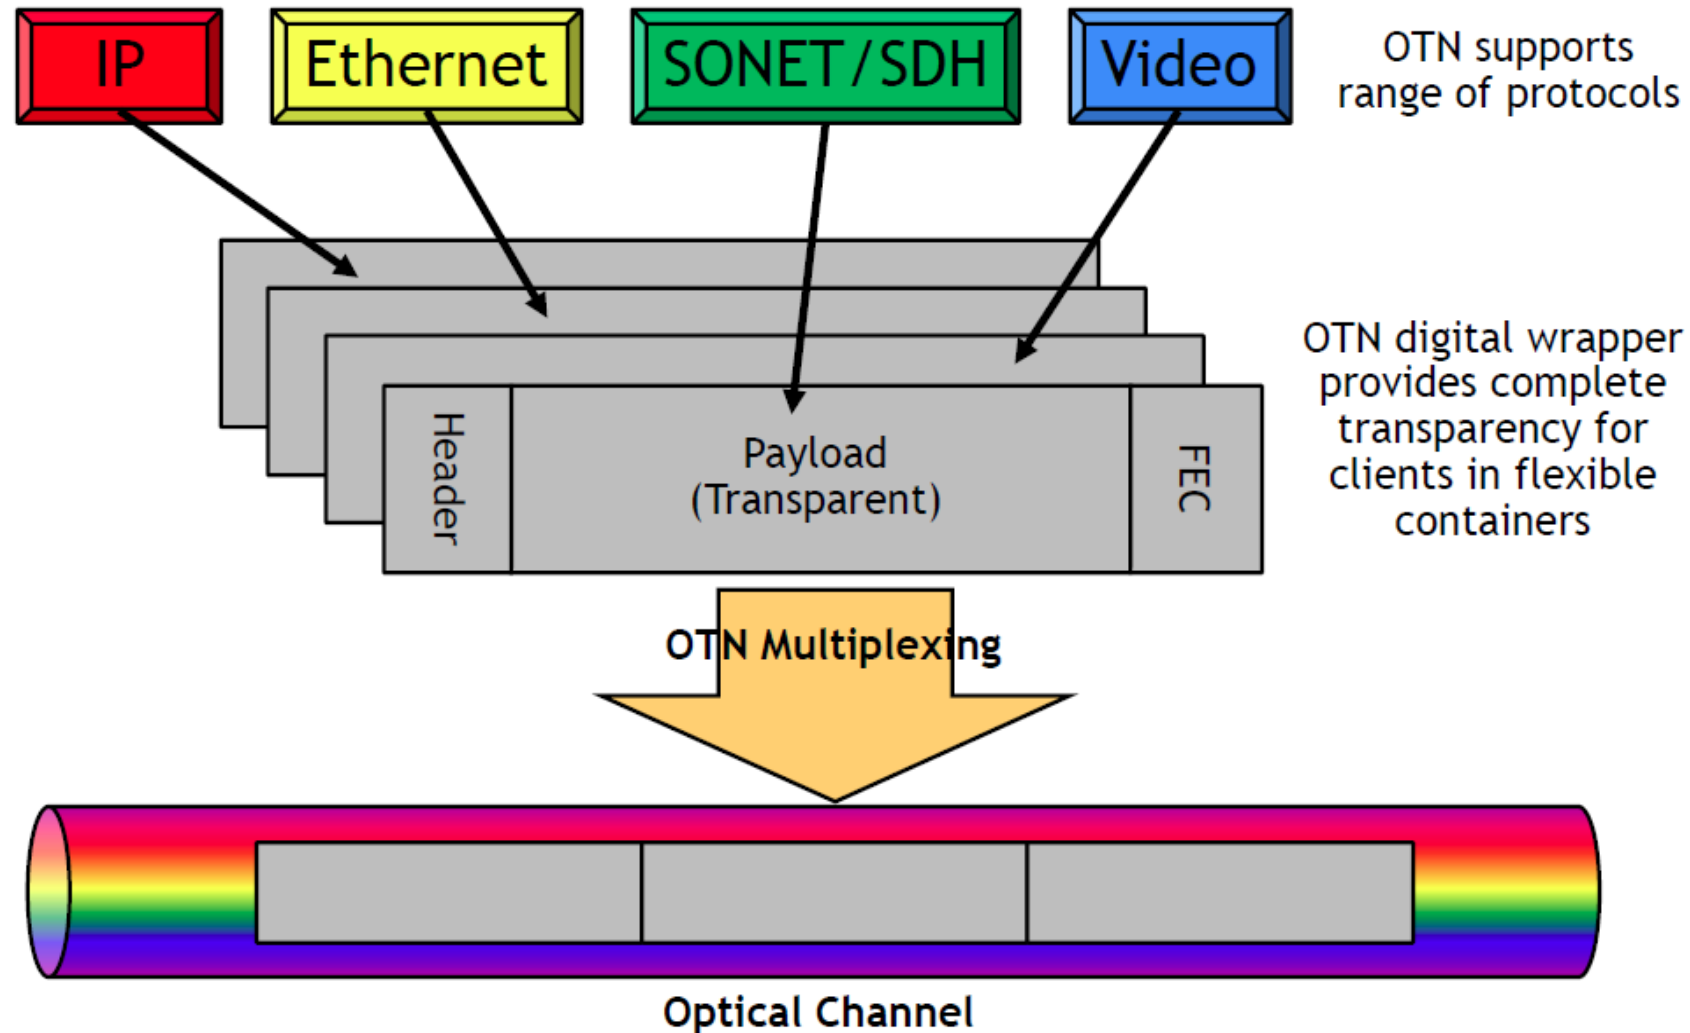 IP
Ethernet
SONET/SDH
Video
OTN supports
range of protocols
OTN digital wrapper
provides complete
transparency for
clients in flexible
containers
Header
Payload
(Transparent)
FEC
OTN Multiplexing
Optical Channel